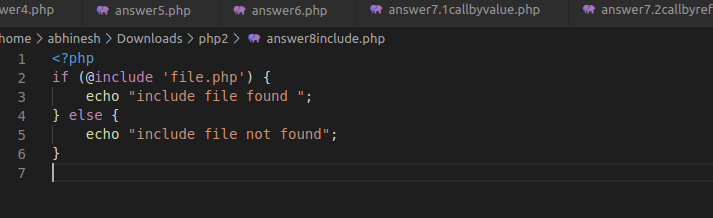 wer4.php answer5.php answer6.php answer7.1callbyvalue.php answer7.2callbyref
home > abhinesh > Downloads > php2 > answer8include.php
1 <?php
2 if (@include 'file.php') {
3 echo "include file found ";
4 } else {
5 echo "include file not found";
6 }
7